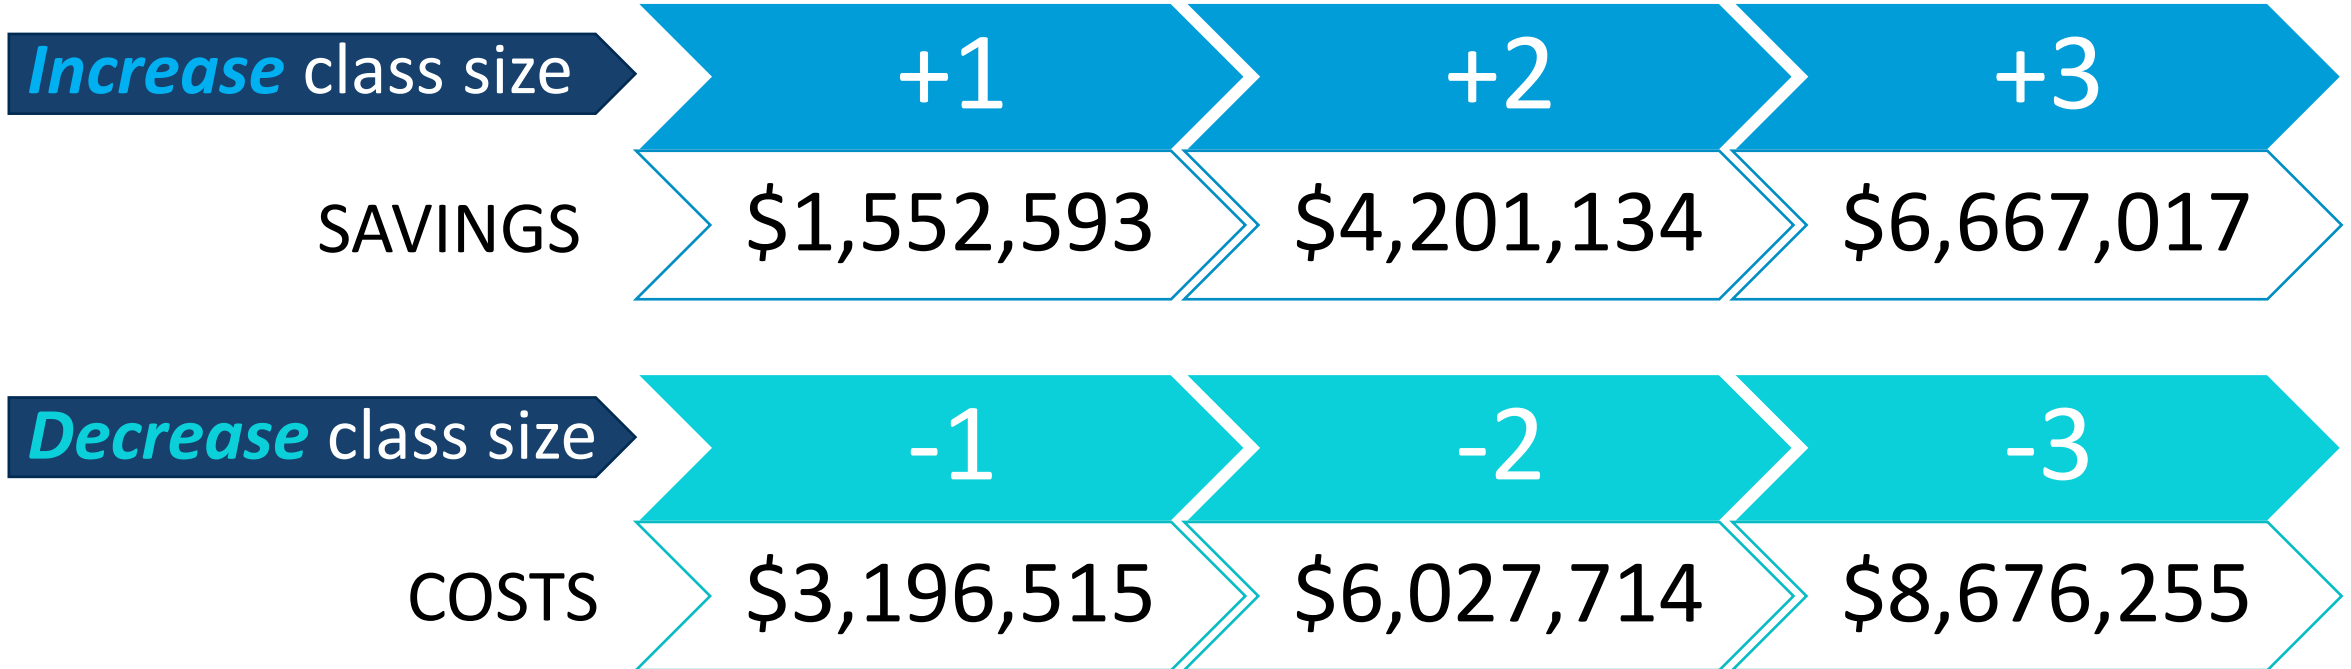 Increase class size +1 +2 +3
SAVINGS $1,552,593 $4,201,134 $6,667,017
Decrease class size -1 -2 -3
COSTS $3,196,515 $6,027,714 $8,676,255